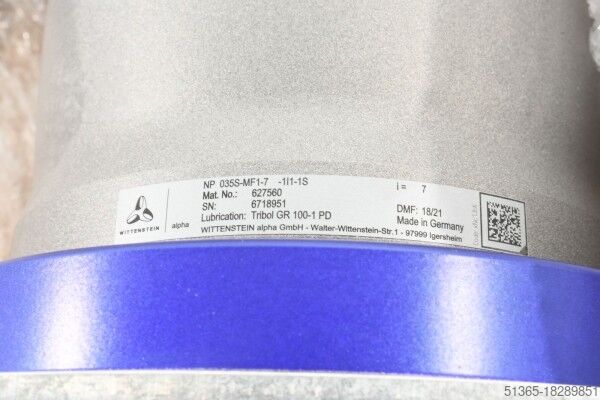 NP 035S-MF1-7 -1I1-1S i = 7
Mat. No.: 627560
SN: 6718951 DMF: 18/21
Lubrication: Tribol GR 100-1 PD Made in Germany
WITTENSTEIN alpha GmbH - Walter-Wittenstein-Str.1 - 97999 Igersheim
WITTENSTEIN
alpha
51365-18289851